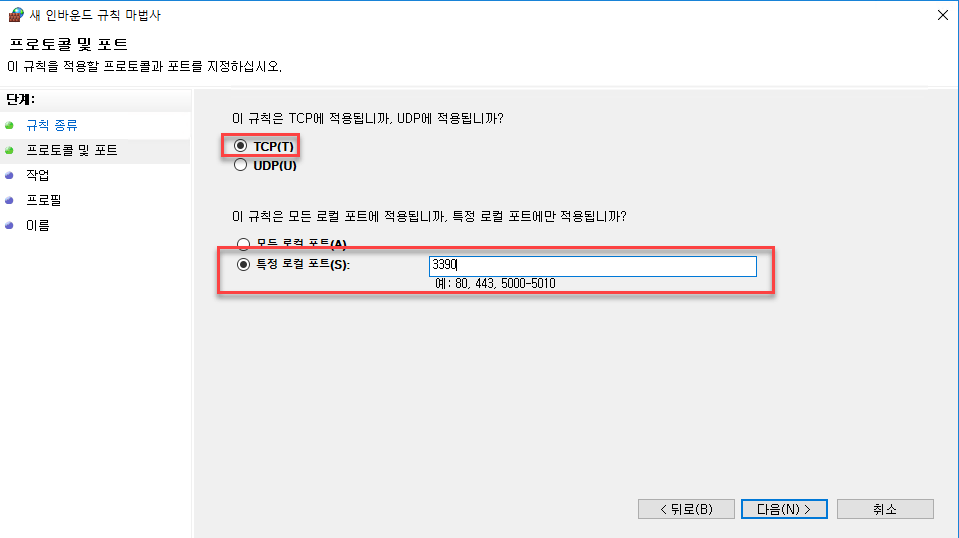 새 인바운드 규칙 마법사
프로토콜 및 포트
이 규칙을 적용할 프로토콜과 포트를 지정하십시오.
단계:
규칙 종류
프로토콜 및 포트
작업
프로필
이름
이 규칙은 TCP에 적용됩니까, UDP에 적용됩니까?
TCP(T)
UDP(U)
이 규칙은 모든 로컬 포트에 적용됩니까, 특정 로컬 포트에만 적용됩니까?
모든 로컬 포트(A)
특정 로컬 포트(S): 3390
예: 80, 443, 5000-5010
< 뒤로(B) 다음(N) > 취소